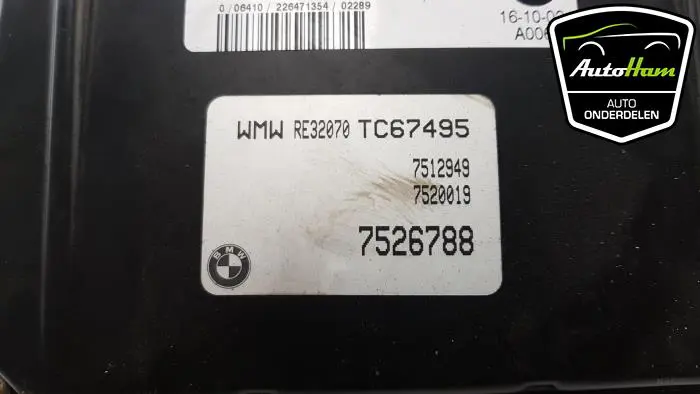 0 / 06410 / 226471354 / 02289
16-10-0
A00
AutoHam
AUTO
ONDERDELEN
WMW RE32070 TC67495
7512949
7520019
7526788
BMW